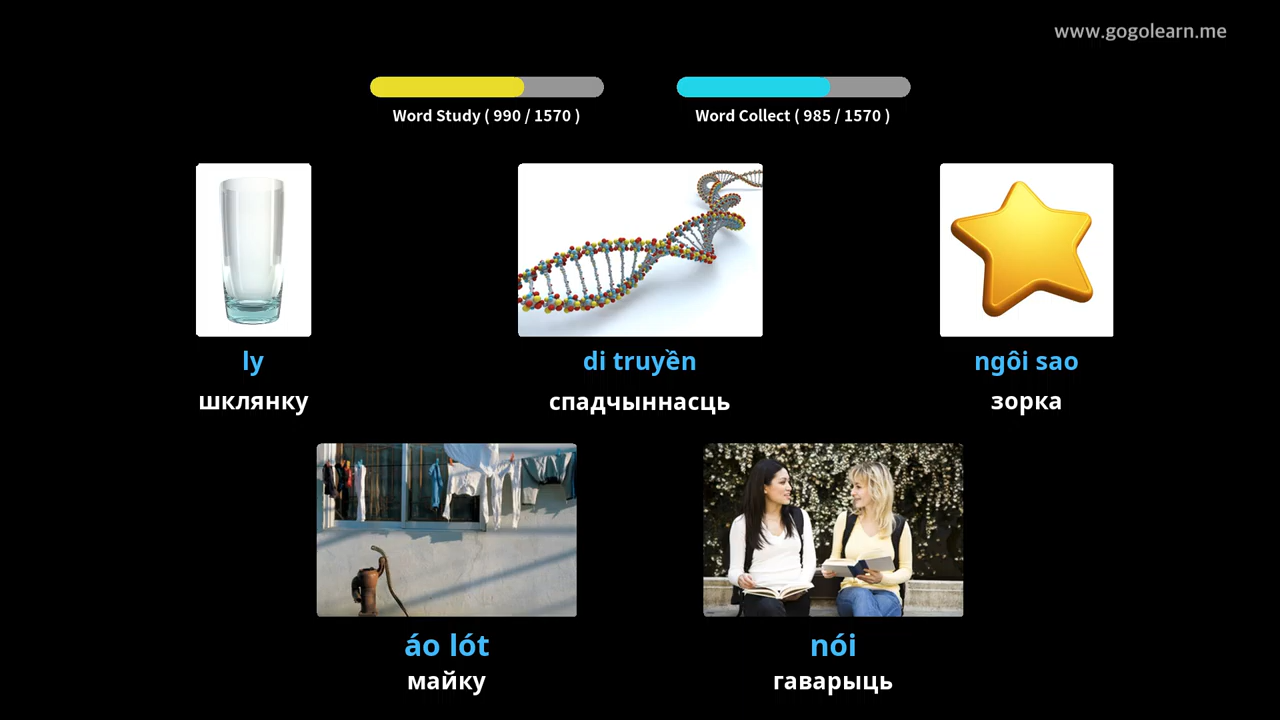 www.gogolearn.me
Word Study ( 990 / 1570 )
Word Collect ( 985 / 1570 )
ly
di truyền
ngôi sao
шклянку
спадчыннасць
зорка
áo lót
nói
майку
гаварыць